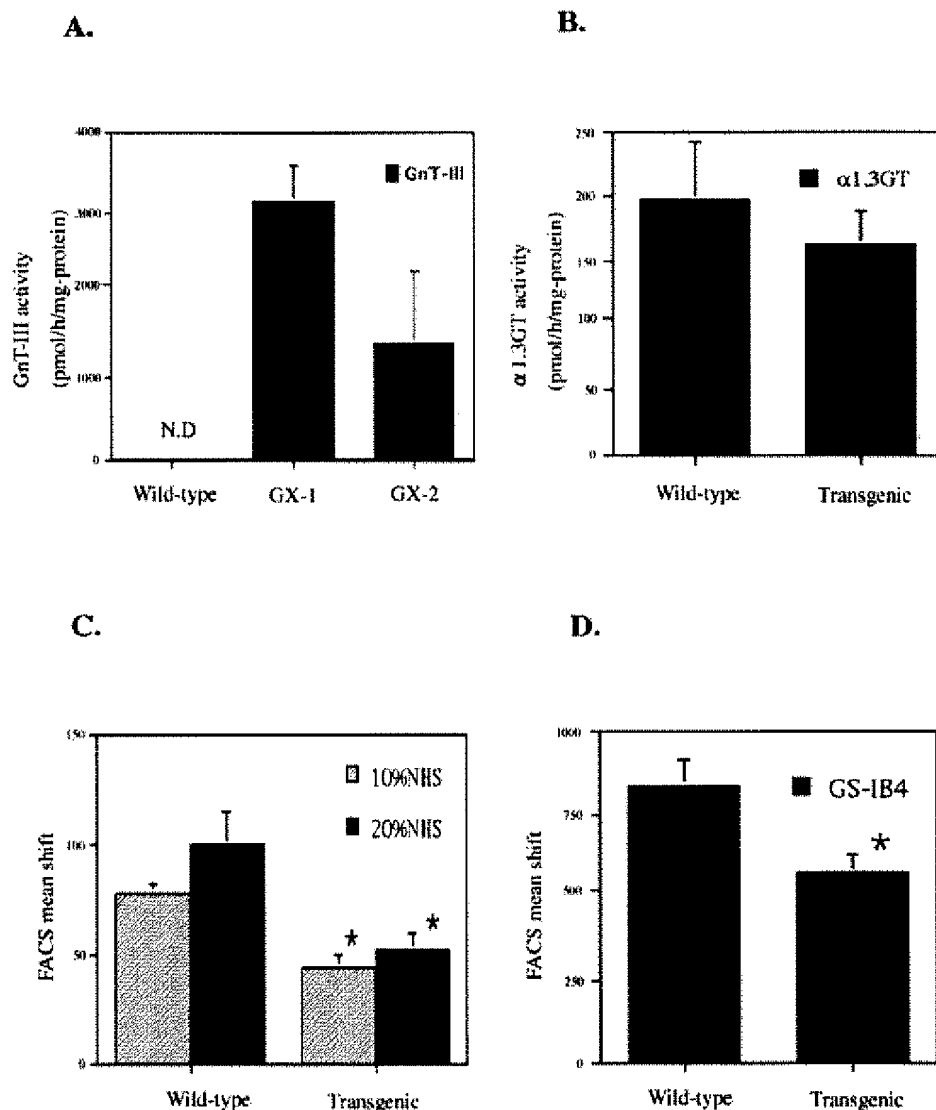 A.
B.
4000
3000
2000
1000
0
GnT-III activity
(pmol/h/mg-protein)
GnT-III
N.D
Wild-type GX-1 GX-2
250
200
150
100
50
0
α1.3GT activity
(pmol/h/mg-protein)
α1.3GT
Wild-type Transgenic
C.
D.
150
100
50
0
FACS mean shift
10%NHS
20%NHS
*
*
Wild-type Transgenic
1000
750
500
250
0
FACS mean shift
GS-IB4
*
Wild-type Transgenic